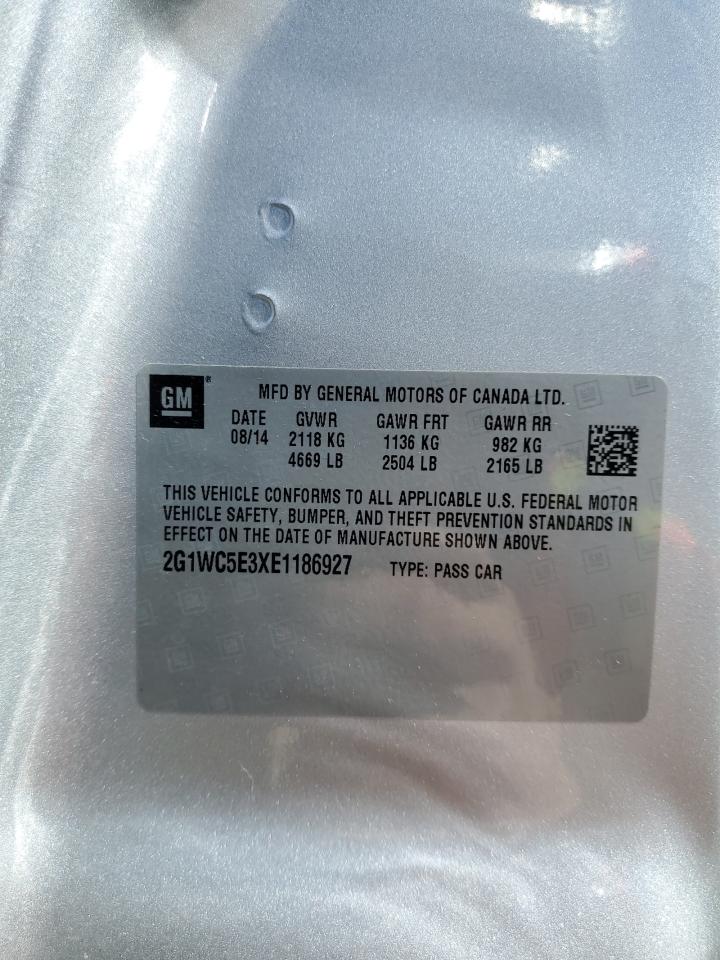 GM®
MFD BY GENERAL MOTORS OF CANADA LTD.
DATE GVWR GAWR FRT GAWR RR
08/14 2118 KG 1136 KG 982 KG
4669 LB 2504 LB 2165 LB
THIS VEHICLE CONFORMS TO ALL APPLICABLE U.S. FEDERAL MOTOR
VEHICLE SAFETY, BUMPER, AND THEFT PREVENTION STANDARDS IN
EFFECT ON THE DATE OF MANUFACTURE SHOWN ABOVE.
2G1WC5E3XE1186927 TYPE: PASS CAR